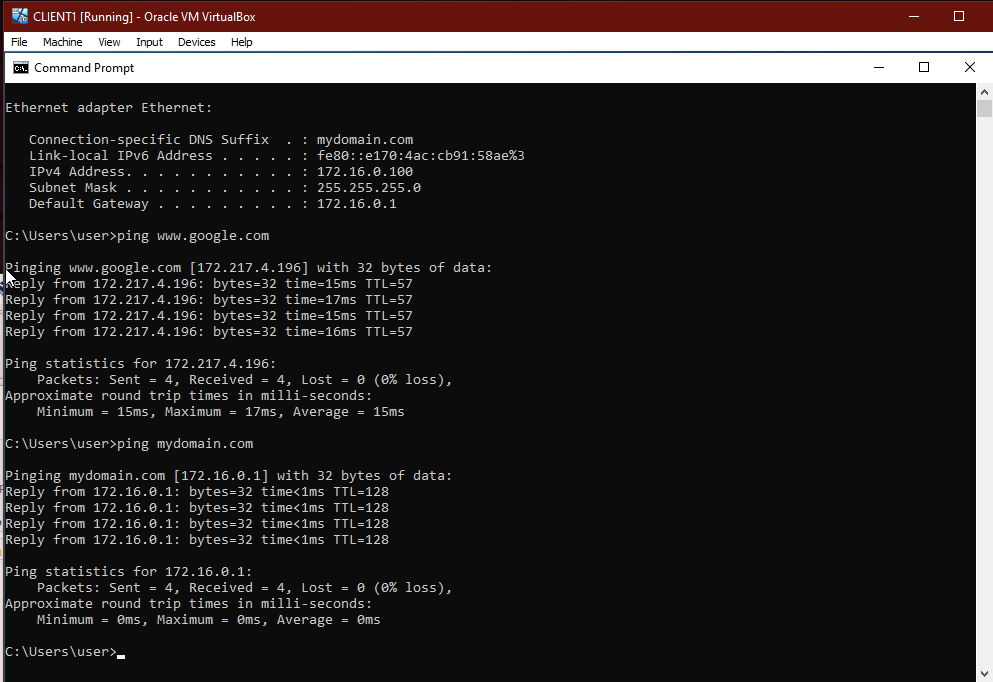 CLIENT1 [Running] - Oracle VM VirtualBox
File Machine View Input Devices Help
Command Prompt
Ethernet adapter Ethernet:
Connection-specific DNS Suffix . : mydomain.com
Link-local IPv6 Address . . . . . : fe80::e170:4ac:cb91:58ae%3
IPv4 Address. . . . . . . . . . . : 172.16.0.100
Subnet Mask . . . . . . . . . . . : 255.255.255.0
Default Gateway . . . . . . . . . : 172.16.0.1
C:\Users\user>ping www.google.com
Pinging www.google.com [172.217.4.196] with 32 bytes of data:
Reply from 172.217.4.196: bytes=32 time=15ms TTL=57
Reply from 172.217.4.196: bytes=32 time=17ms TTL=57
Reply from 172.217.4.196: bytes=32 time=15ms TTL=57
Reply from 172.217.4.196: bytes=32 time=16ms TTL=57
Ping statistics for 172.217.4.196:
Packets: Sent = 4, Received = 4, Lost = 0 (0% loss),
Approximate round trip times in milli-seconds:
Minimum = 15ms, Maximum = 17ms, Average = 15ms
C:\Users\user>ping mydomain.com
Pinging mydomain.com [172.16.0.1] with 32 bytes of data:
Reply from 172.16.0.1: bytes=32 time<1ms TTL=128
Reply from 172.16.0.1: bytes=32 time<1ms TTL=128
Reply from 172.16.0.1: bytes=32 time<1ms TTL=128
Reply from 172.16.0.1: bytes=32 time<1ms TTL=128
Ping statistics for 172.16.0.1:
Packets: Sent = 4, Received = 4, Lost = 0 (0% loss),
Approximate round trip times in milli-seconds:
Minimum = 0ms, Maximum = 0ms, Average = 0ms
C:\Users\user>